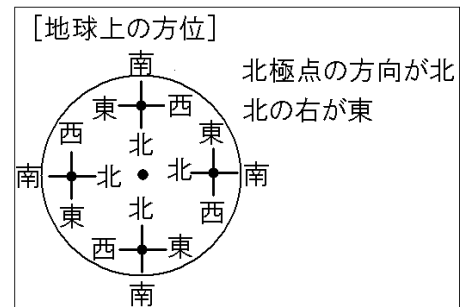 [地球上の方位]
南
北極点の方向が北
東 西
北の右が東
西 北 東
南 北 北 南
東 北 西
西 東
南